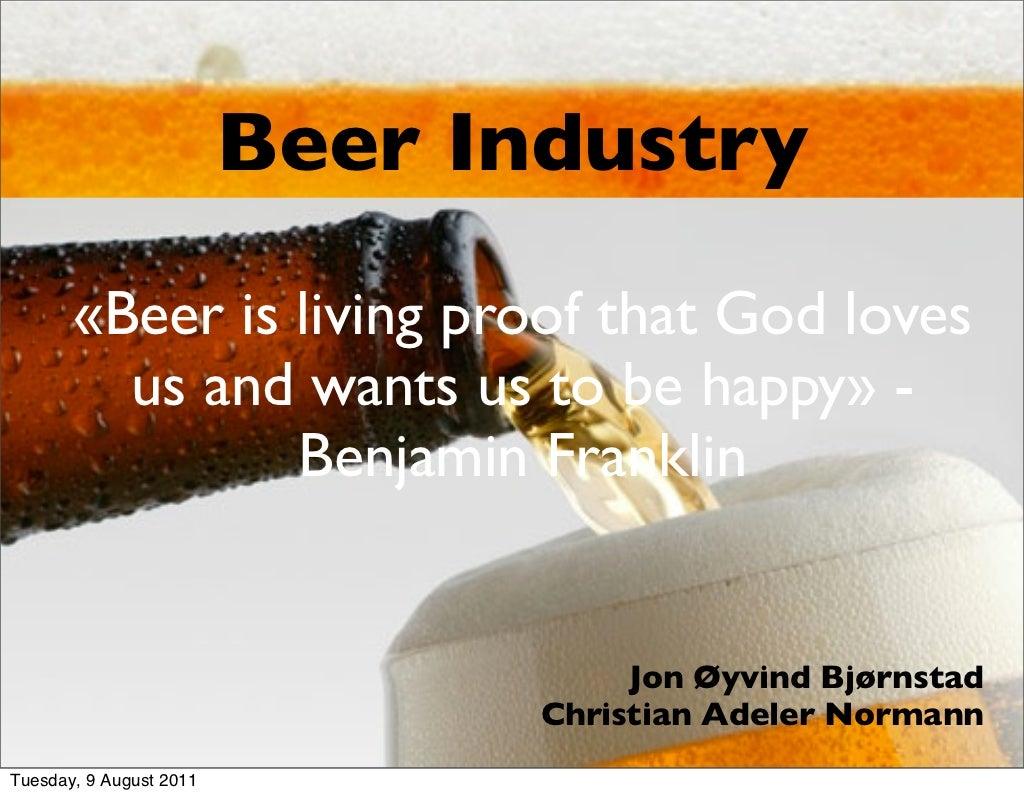 Beer Industry
«Beer is living proof that God loves
us and wants us to be happy» -
Benjamin Franklin
Jon Øyvind Bjørnstad
Christian Adeler Normann
Tuesday, 9 August 2011